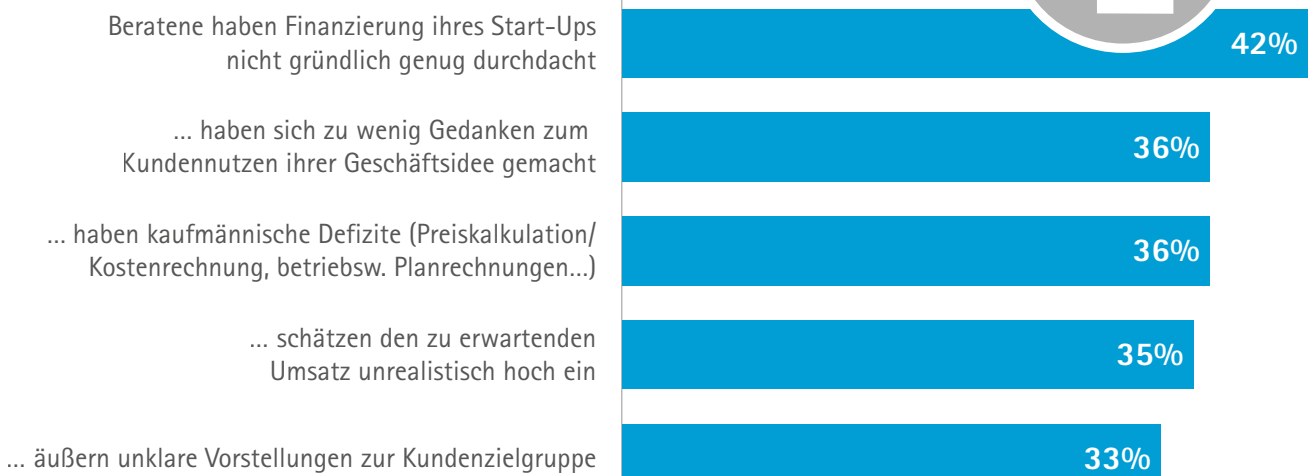 Beratene haben Finanzierung ihres Start-Ups
nicht gründlich genug durchdacht
42%
... haben sich zu wenig Gedanken zum
Kundennutzen ihrer Geschäftsidee gemacht
36%
... haben kaufmännische Defizite (Preiskalkulation/
Kostenrechnung, betriebsw. Planrechnungen...)
36%
... schätzen den zu erwartenden
Umsatz unrealistisch hoch ein
35%
... äußern unklare Vorstellungen zur Kundenzielgruppe
33%